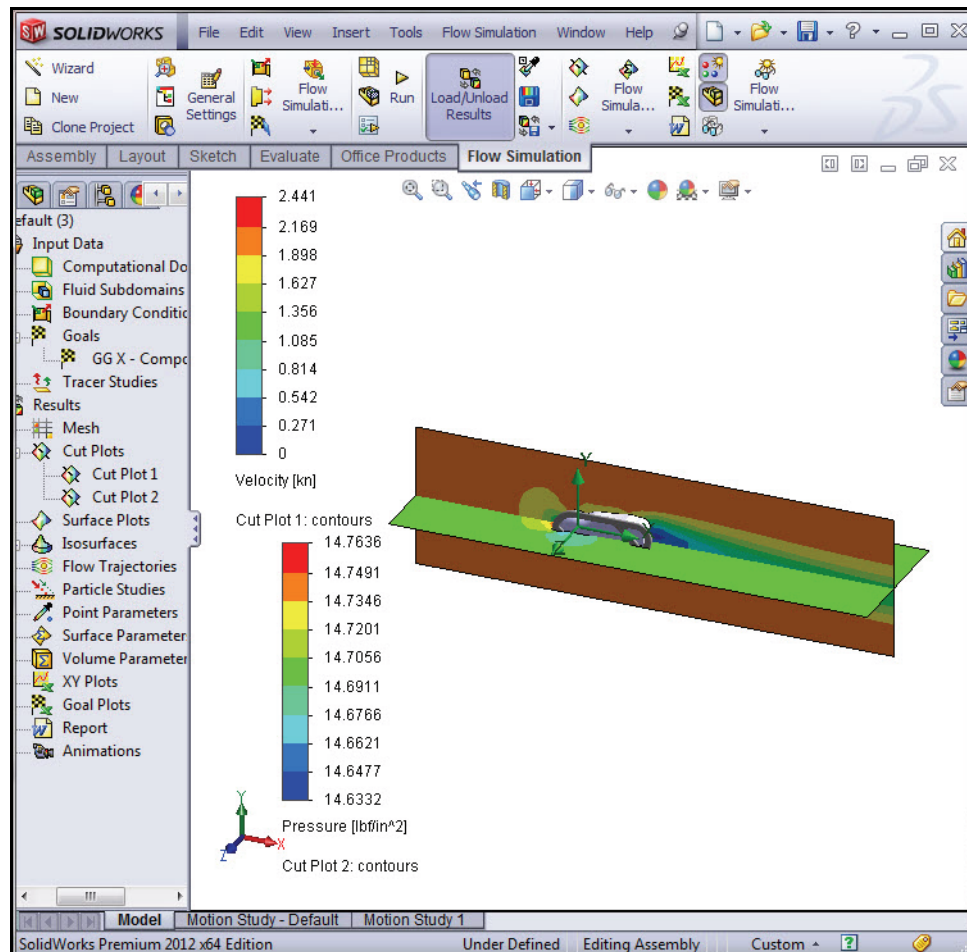 SW SOLIDWORKS File Edit View Insert Tools Flow Simulation Window Help
Wizard
New
Clone Project
General Settings
Flow Simulati...
Run
Load/Unload Results
Flow Simula...
Flow Simulati...
Assembly Layout Sketch Evaluate Office Products Flow Simulation
efault (3)
Input Data
Computational Do
Fluid Subdomains
Boundary Conditic
Goals
GG X - Compo
Tracer Studies
Results
Mesh
Cut Plots
Cut Plot 1
Cut Plot 2
Surface Plots
Isosurfaces
Flow Trajectories
Particle Studies
Point Parameters
Surface Parameter
Volume Parameter
XY Plots
Goal Plots
Report
Animations
2.441
2.169
1.898
1.627
1.356
1.085
0.814
0.542
0.271
0
Velocity [kn]
Cut Plot 1: contours
14.7636
14.7491
14.7346
14.7201
14.7056
14.6911
14.6766
14.6621
14.6477
14.6332
Pressure [lbf/in^2]
Cut Plot 2: contours
Y
Z
Y
X
Z
Model Motion Study - Default Motion Study 1
SolidWorks Premium 2012 x64 Edition Under Defined Editing Assembly Custom